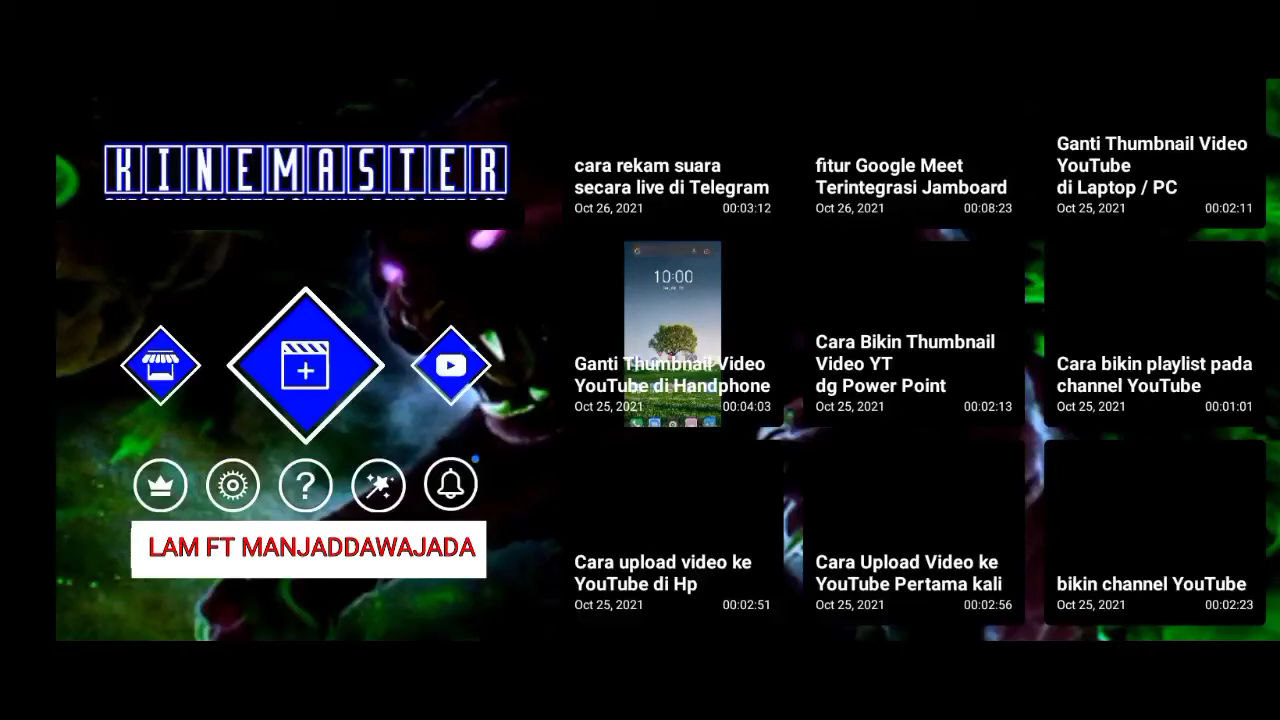 KINEMASTER
LAM FT MANJADDAWAJADA
cara rekam suara
secara live di Telegram
Oct 26, 2021 00:03:12
fitur Google Meet
Terintegrasi Jamboard
Oct 26, 2021 00:08:23
Ganti Thumbnail Video
YouTube
di Laptop / PC
Oct 25, 2021 00:02:11
10:00
Ganti Thumbnail Video
YouTube di Handphone
Oct 25, 2021 00:04:03
Cara Bikin Thumbnail
Video YT
dg Power Point
Oct 25, 2021 00:02:13
Cara bikin playlist pada
channel YouTube
Oct 25, 2021 00:01:01
Cara upload video ke
YouTube di Hp
Oct 25, 2021 00:02:51
Cara Upload Video ke
YouTube Pertama kali
Oct 25, 2021 00:02:56
bikin channel YouTube
Oct 25, 2021 00:02:23